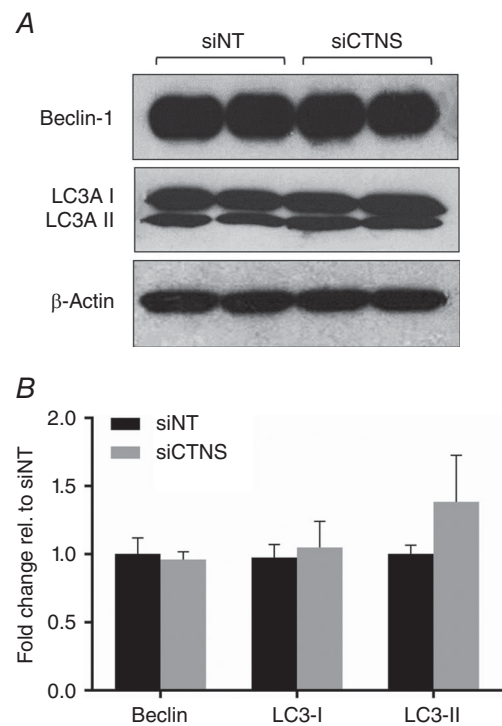 A
siNT siCTNS
Beclin-1
LC3A I
LC3A II
β-Actin
B
siNT
siCTNS
Fold change rel. to siNT
2.0
1.5
1.0
0.5
0.0
Beclin LC3-I LC3-II